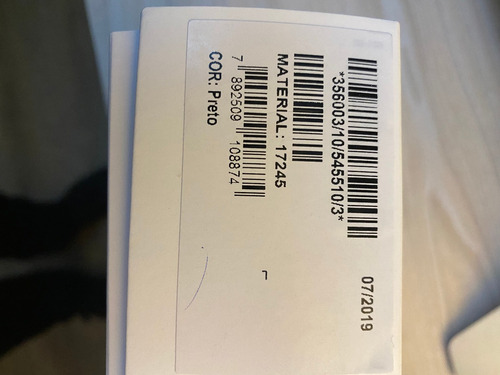 *356003/10/545510/3*
07/2019
MATERIAL: 17245
7 892509 108874
COR: Preto